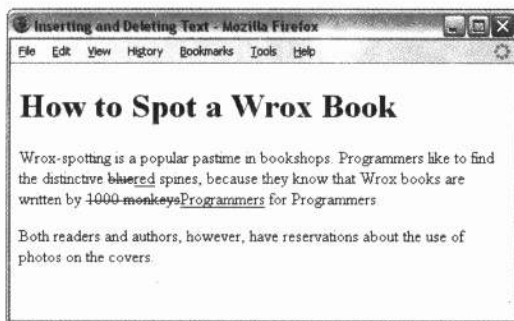 Inserting and Deleting Text - Mozilla Firefox
File Edit View History Bookmarks Tools Help
How to Spot a Wrox Book
Wrox-spotting is a popular pastime in bookshops. Programmers like to find
the distinctive bluered spines, because they know that Wrox books are
written by 1000 monkeysProgrammers for Programmers.
Both readers and authors, however, have reservations about the use of
photos on the covers.